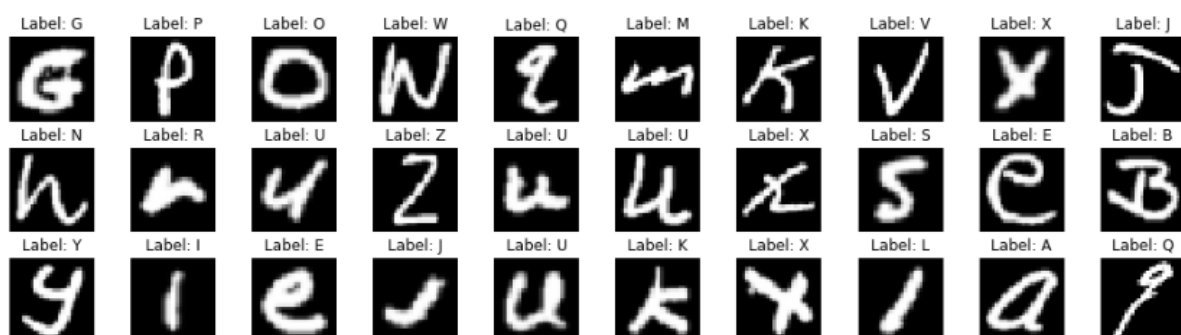 Label: G Label: P Label: O Label: W Label: Q Label: M Label: K Label: V Label: X Label: J
G P O W q m K V X J
Label: N Label: R Label: U Label: Z Label: U Label: U Label: X Label: S Label: E Label: B
n r u Z u U x S e B
Label: Y Label: I Label: E Label: J Label: U Label: K Label: X Label: L Label: A Label: Q
y l e J u k x l a q